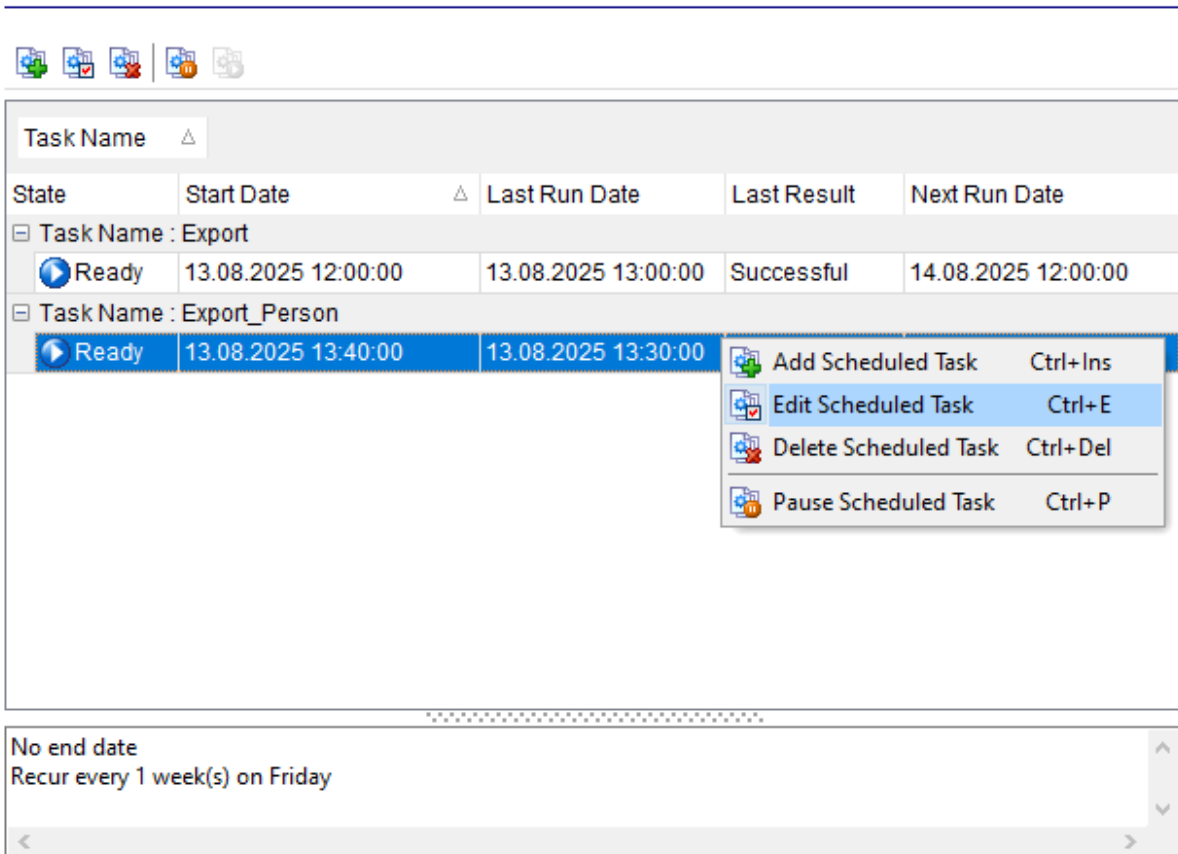 Task Name
State Start Date Last Run Date Last Result Next Run Date
Task Name : Export
Ready 13.08.2025 12:00:00 13.08.2025 13:00:00 Successful 14.08.2025 12:00:00
Task Name : Export_Person
Ready 13.08.2025 13:40:00 13.08.2025 13:30:00
Add Scheduled Task Ctrl+Ins
Edit Scheduled Task Ctrl+E
Delete Scheduled Task Ctrl+Del
Pause Scheduled Task Ctrl+P
No end date
Recur every 1 week(s) on Friday